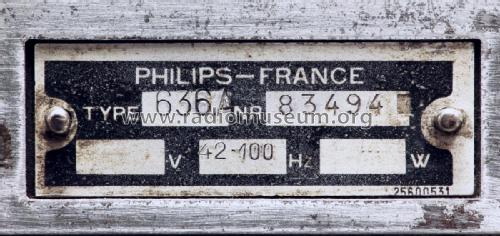 PHILIPS-FRANCE
TYPE 636A NR 83494
V 42-100 Hz W
25600531
www.radiomuseum.org